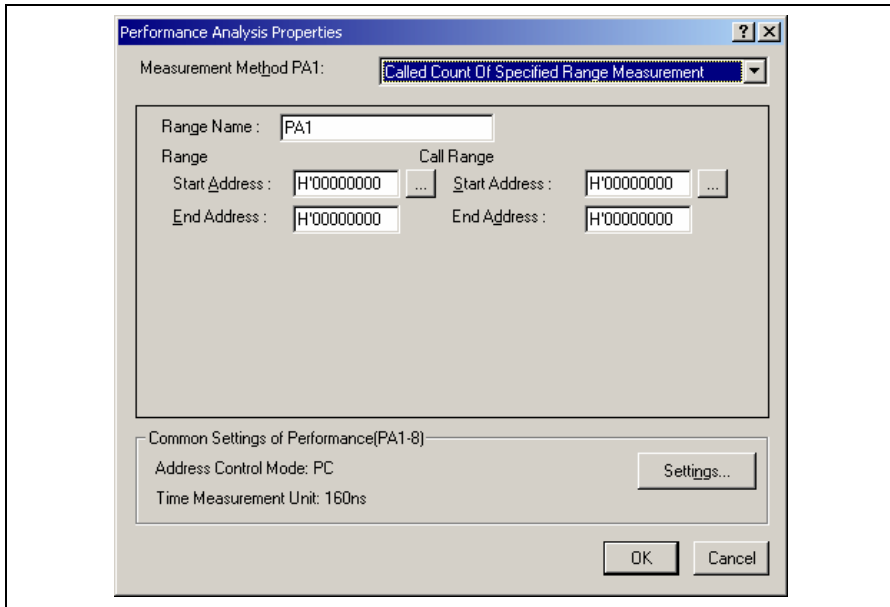 Performance Analysis Properties
Measurement Method PA1: Called Count Of Specified Range Measurement
Range Name : PA1
Range Call Range
Start Address : H'00000000 ... Start Address : H'00000000 ...
End Address : H'00000000 End Address : H'00000000
Common Settings of Performance(PA1-8)
Address Control Mode: PC
Settings...
Time Measurement Unit: 160ns
OK Cancel